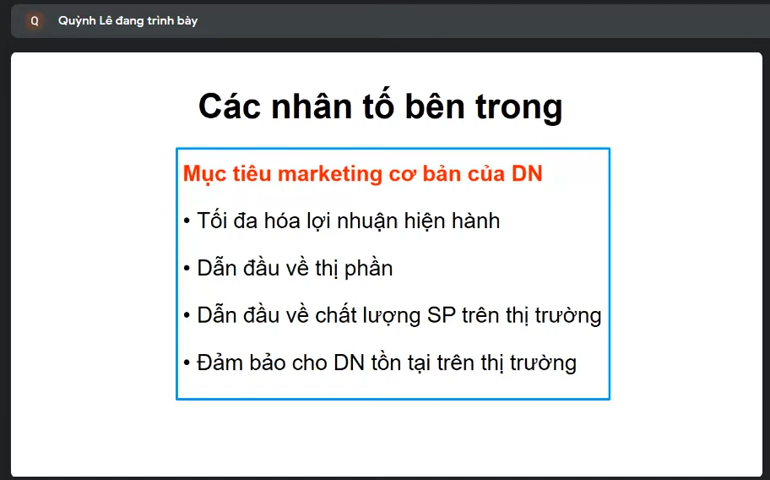 Q Quỳnh Lê đang trình bày
Các nhân tố bên trong
Mục tiêu marketing cơ bản của DN
• Tối đa hóa lợi nhuận hiện hành
• Dẫn đầu về thị phần
• Dẫn đầu về chất lượng SP trên thị trường
• Đảm bảo cho DN tồn tại trên thị trường